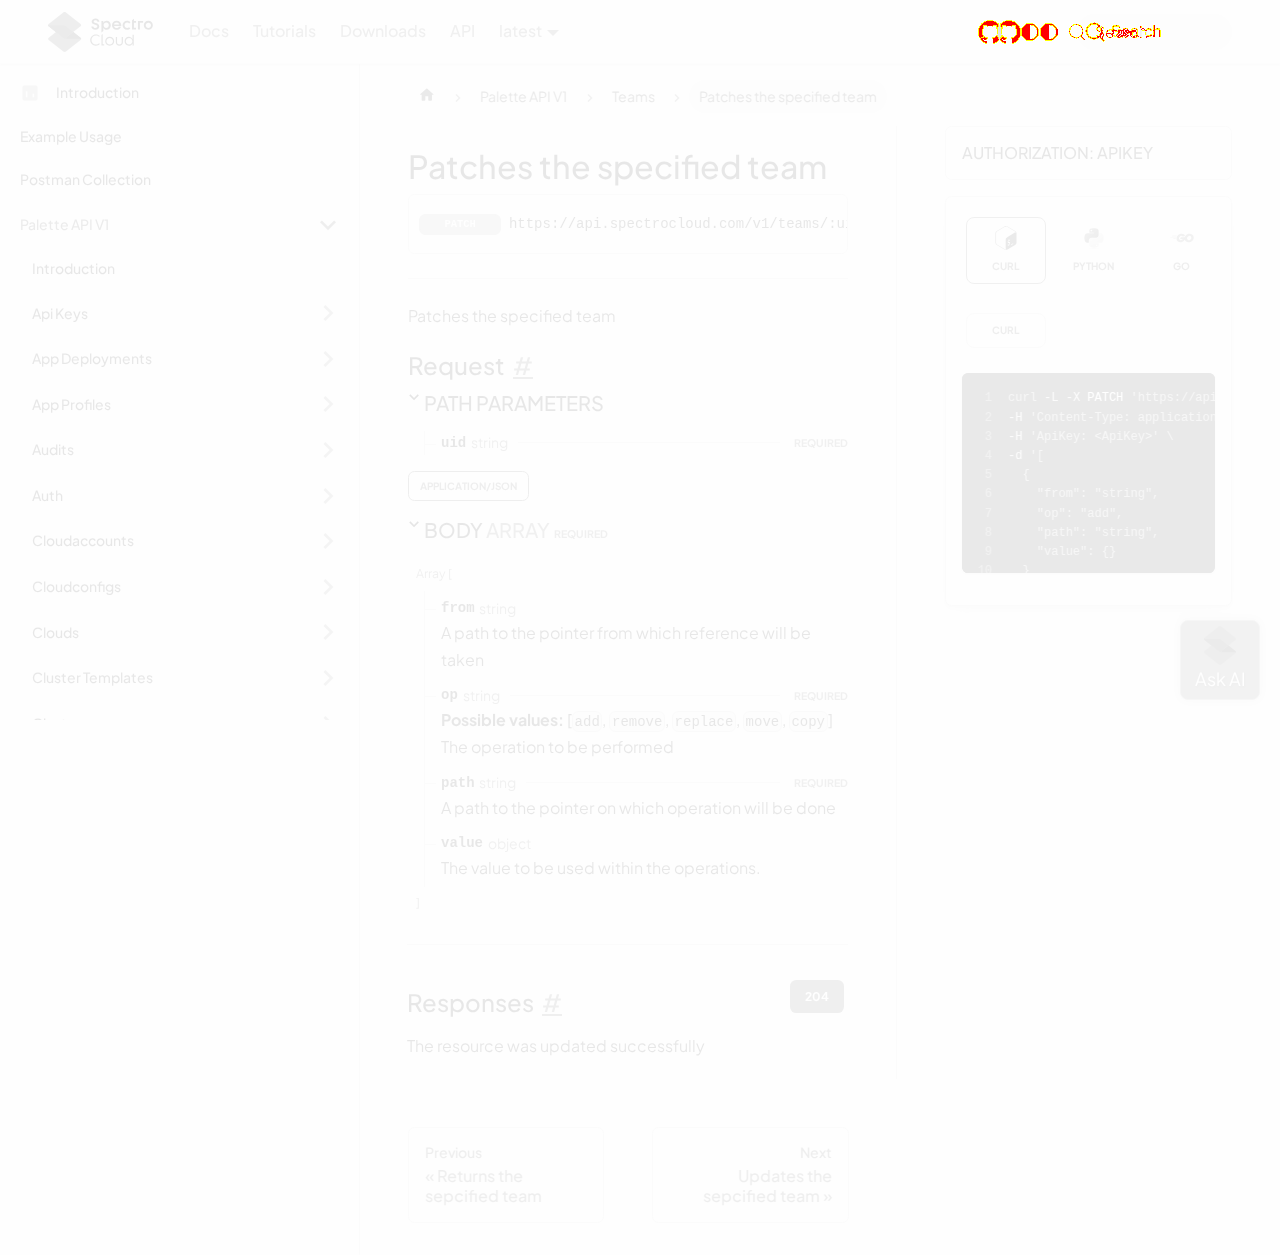 Spectro Cloud
Docs Tutorials Downloads API latest
Introduction
Example Usage
Postman Collection
Palette API V1
Introduction
Api Keys
App Deployments
App Profiles
Audits
Auth
Cloudaccounts
Cloudconfigs
Clouds
Cluster Templates
Palette API V1 > Teams > Patches the specified team
Patches the specified team
PATCH https://api.spectrocloud.com/v1/teams/:u
Patches the specified team
Request #
PATH PARAMETERS
uid string REQUIRED
APPLICATION/JSON
BODY ARRAY REQUIRED
Array [
from string
A path to the pointer from which reference will be
taken
op string REQUIRED
Possible values: [add, remove, replace, move, copy]
The operation to be performed
path string REQUIRED
A path to the pointer on which operation will be done
value object
The value to be used within the operations.
]
Responses #
204
The resource was updated successfully
Previous
« Returns the
sepcified team
Next
Updates the
sepcified team »
AUTHORIZATION: APIKEY
CURL PYTHON GO
CURL
1 curl -L -X PATCH 'https://api
2 -H 'Content-Type: application
3 -H 'ApiKey: <ApiKey>' \
4 -d '[
5 {
6 "from": "string",
7 "op": "add",
8 "path": "string",
9 "value": {}
10 }
Ask AI